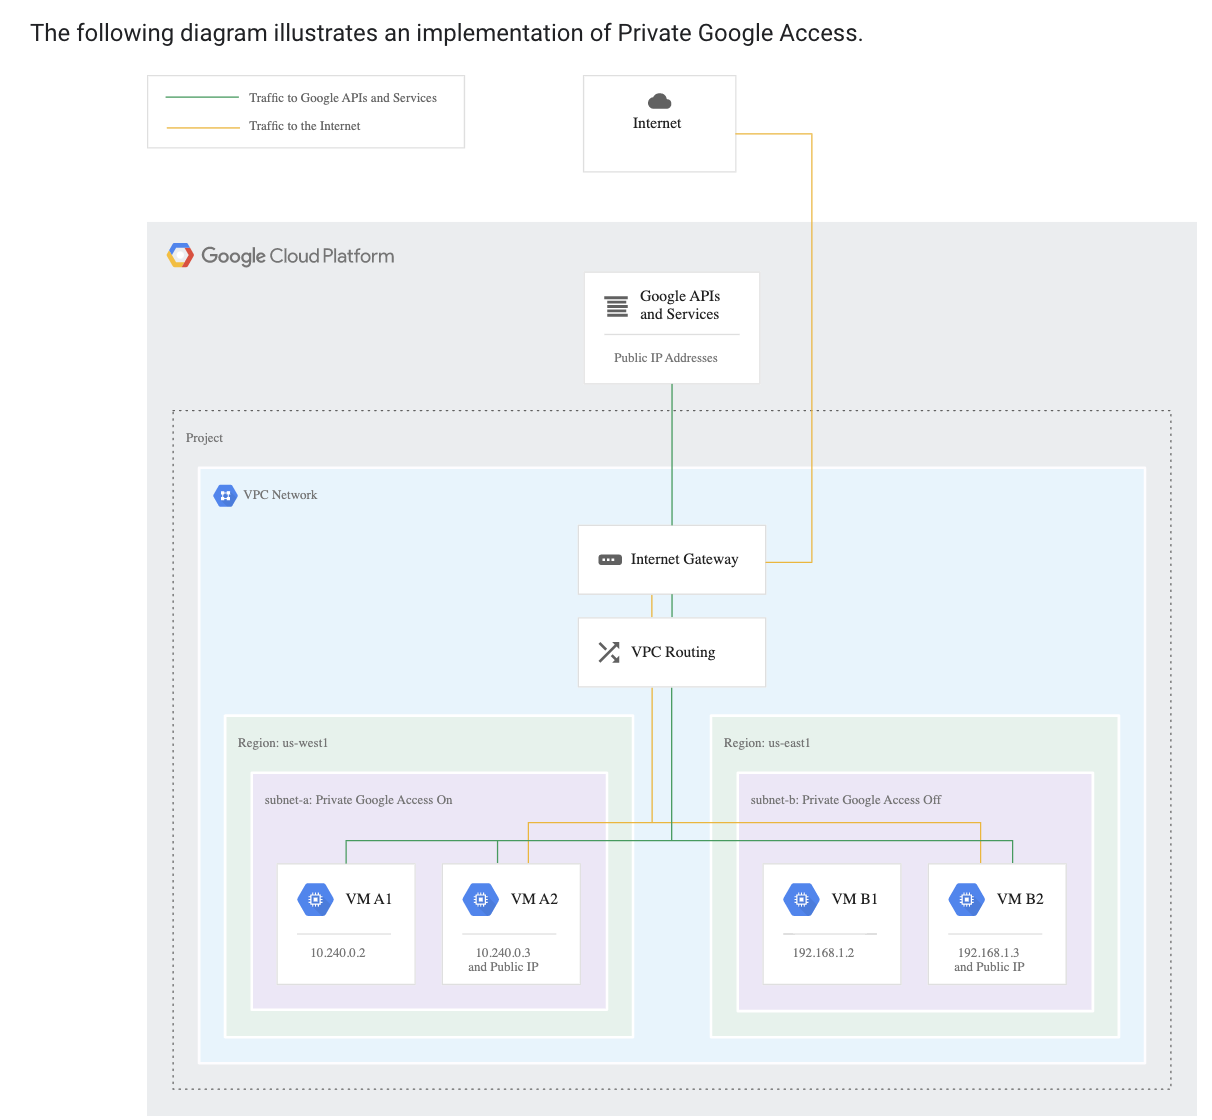 The following diagram illustrates an implementation of Private Google Access.
Traffic to Google APIs and Services
Traffic to the Internet
Internet
Google Cloud Platform
Google APIs
and Services
Public IP Addresses
Project
VPC Network
Internet Gateway
VPC Routing
Region: us-west1
Region: us-east1
subnet-a: Private Google Access On
subnet-b: Private Google Access Off
VM A1
10.240.0.2
VM A2
10.240.0.3
and Public IP
VM B1
192.168.1.2
VM B2
192.168.1.3
and Public IP